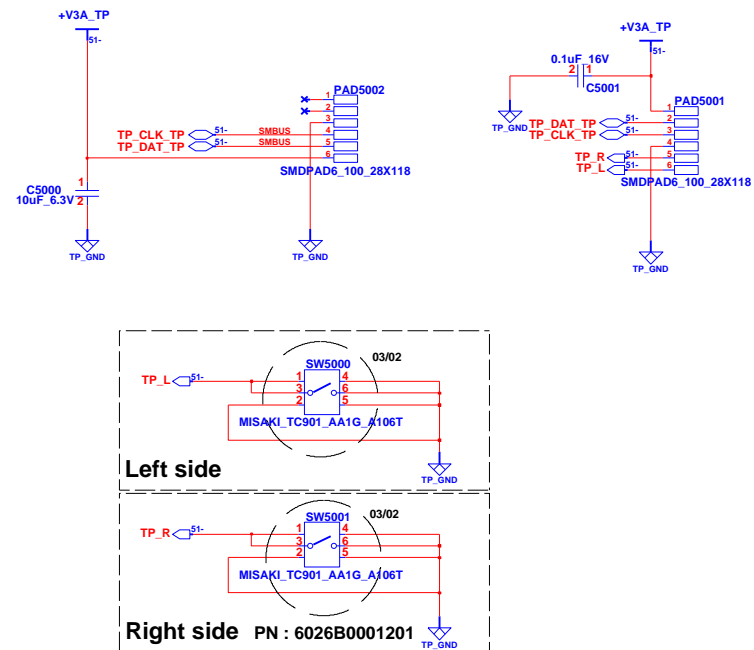 +V3A_TP
51-
PAD5002
1
2
3
TP_CLK_TP
51-
SMBUS
4
TP_DAT_TP
51-
SMBUS
5
6
SMDPAD6_100_28X118
1
C5000
10uF_6.3V
2
TP_GND
TP_GND
+V3A_TP
51-
0.1uF_16V
2
1
C5001
TP_GND
PAD5001
1
TP_DAT_TP
51-
2
TP_CLK_TP
51-
3
4
TP_R
51-
5
TP_L
51-
6
SMDPAD6_100_28X118
TP_GND
03/02
SW5000
TP_L
51-
1
4
3
6
2
5
MISAKI_TC901_AA1G_A106T
Left side
TP_GND
SW5001
03/02
TP_R
51-
1
4
3
6
2
5
MISAKI_TC901_AA1G_A106T
Right side
PN : 6026B0001201
TP_GND